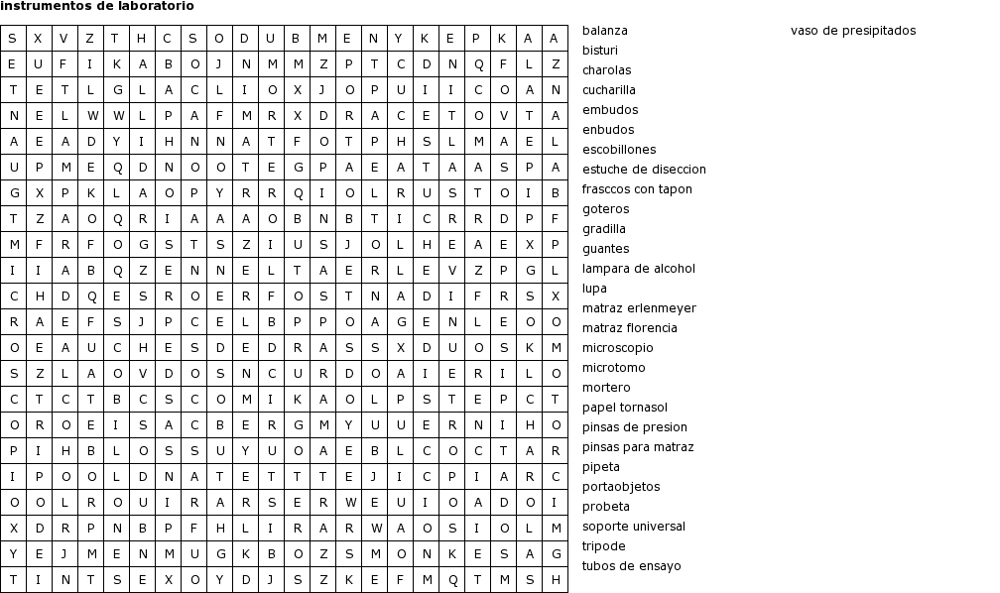 instrumentos de laboratorio
S X V Z T H C S O D U B M E N Y K E P K A A
E U F I K A B O J N M M Z P T C D N Q F L Z
T E T L G L A C L I O X J O P U I I C O A N
N E L W W L P A F M R X D R A C E T O V T A
A E A D Y I H N N A T F O T P H S L M A E L
U P M E Q D N O O T E G P A E A T A A S P A
G X P K L A O P Y R R Q I O L R U S T O I B
T Z A O Q R I A A A O B N B T I C R R D P F
M F R F O G S T S Z I U S J O L H E A E X P
I I A B Q Z E N N E L T A E R L E V Z P G L
C H D Q E S R O E R F O S T N A D I F R S X
R A E F S J P C E L B P P O A G E N L E O O
O E A U C H E S D E D R A S S X D U O S K M
S Z L A O V D O S N C U R D O A I E R I L O
C T C T B C S C O M I K A O L P S T E P C T
O R O E I S A C B E R G M Y U U E R N I H O
P I H B L O S S U Y U O A E B L C O C T A R
I P O O L D N A T E T T T E J I C P I A R C
O O L R O U I R A R S E R W E U I O A D O I
X D R P N B P F H L I R A R W A O S I O L M
Y E J M E N M U G K B O Z S M O N K E S A G
T I N T S E X O Y D J S Z K E F M Q T M S H
balanza
bisturi
charolas
cucharilla
embudos
enbudos
escobillones
estuche de diseccion
frasccos con tapon
goteros
gradilla
guantes
lampara de alcohol
lupa
matraz erlenmeyer
matraz florencia
microscopio
microtomo
mortero
papel tornasol
pinsas de presion
pinsas para matraz
pipeta
portaobjetos
probeta
soporte universal
tripode
tubos de ensayo
vaso de presipitados